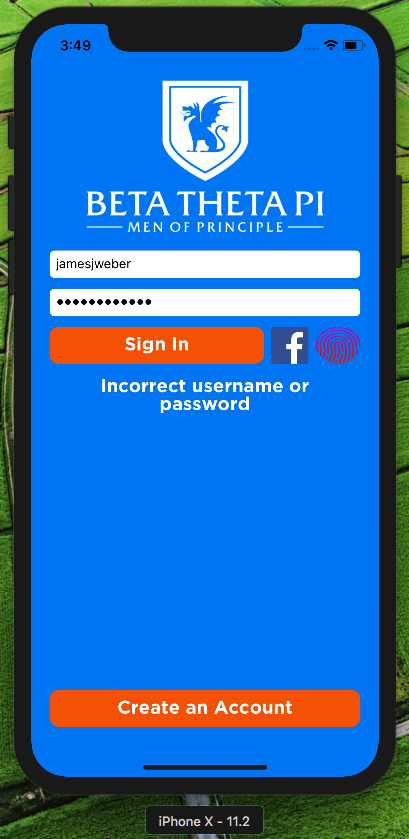 3:49
BETA THETA PI
MEN OF PRINCIPLE
jamesjweber
••••••••••••
Sign In
f
Incorrect username or
password
Create an Account
iPhone X - 11.2